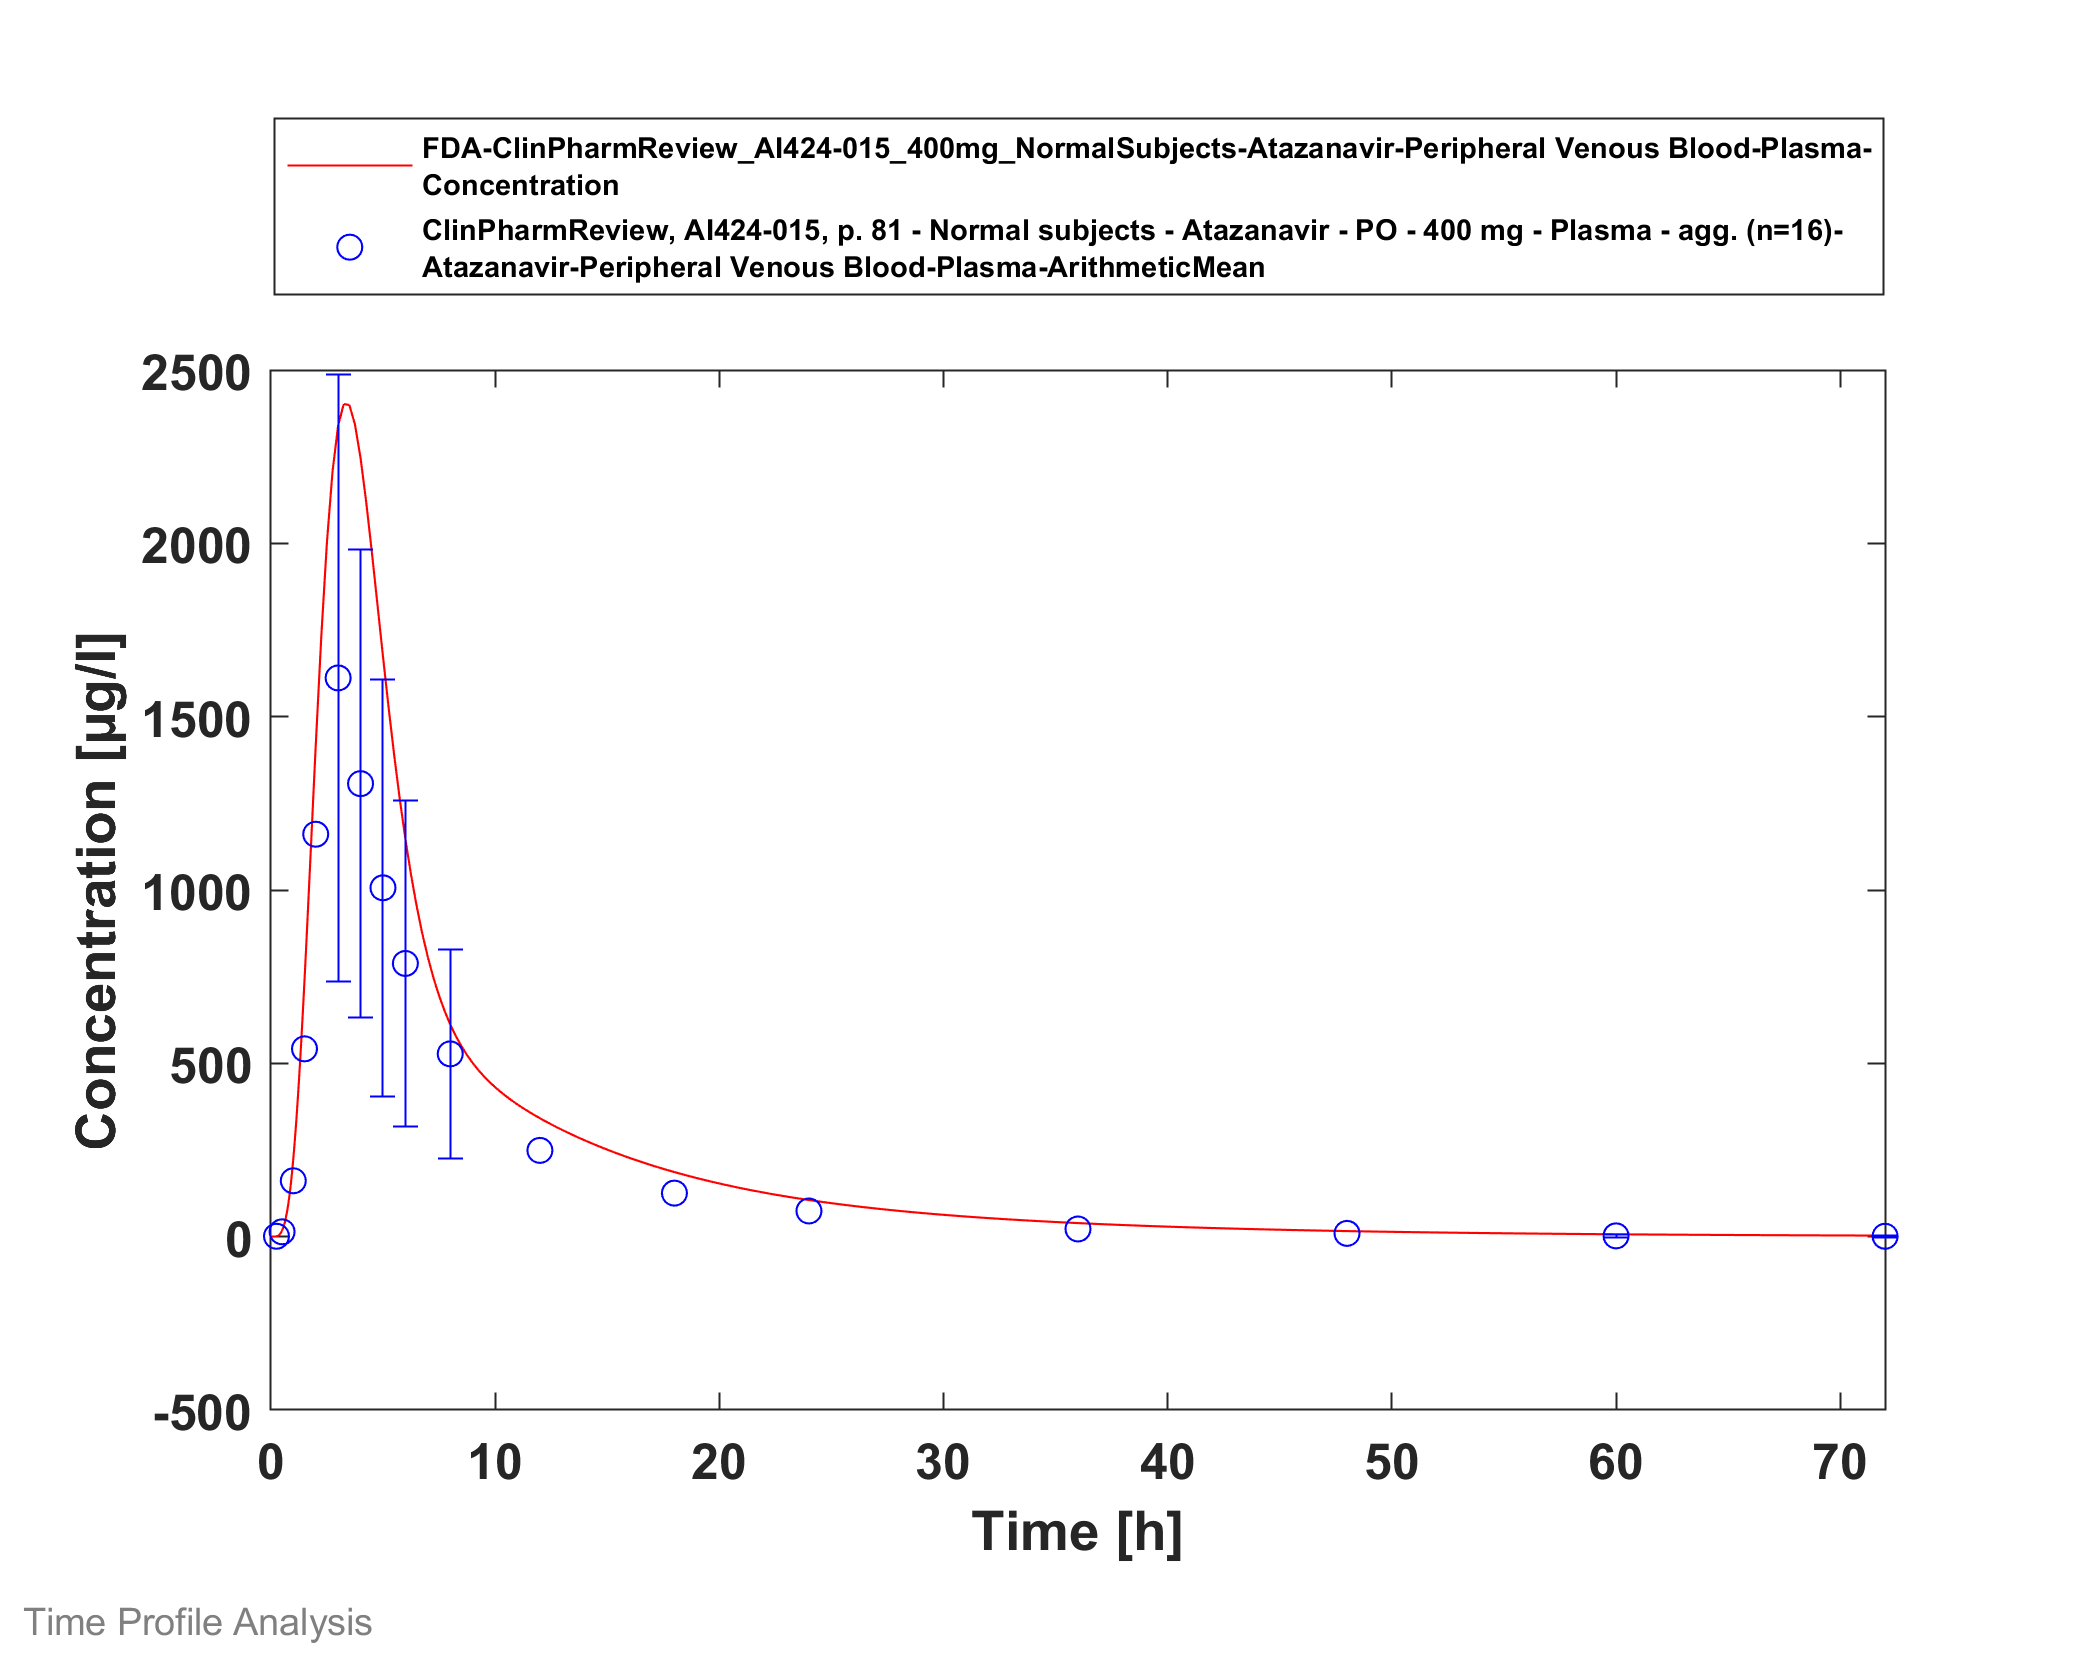 FDA-ClinPharmReview_AI424-015_400mg_NormalSubjects-Atazanavir-Peripheral Venous Blood-Plasma-
Concentration
ClinPharmReview, AI424-015, p. 81 - Normal subjects - Atazanavir - PO - 400 mg - Plasma - agg. (n=16)-
Atazanavir-Peripheral Venous Blood-Plasma-ArithmeticMean
2500
2000
1500
1000
500
0
-500
Concentration [µg/l]
0 10 20 30 40 50 60 70
Time [h]
Time Profile Analysis